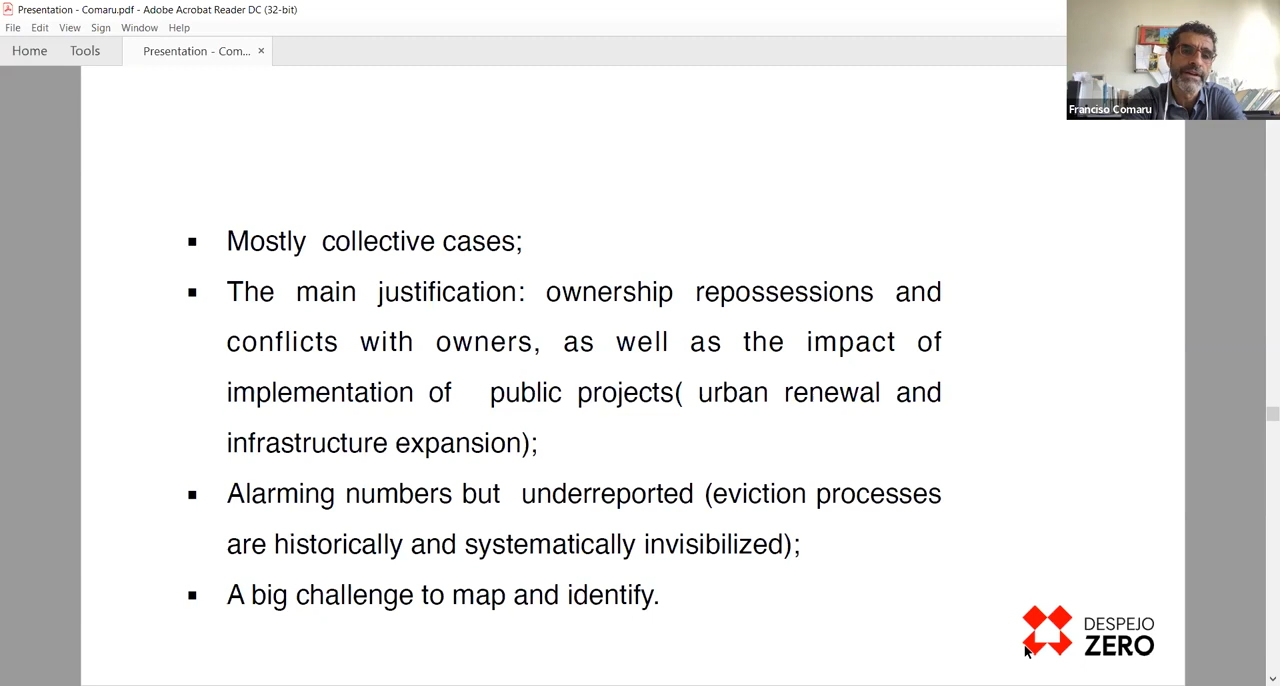 Presentation - Comaru.pdf - Adobe Acrobat Reader DC (32-bit)
File Edit View Sign Window Help
Home Tools Presentation - Com... ×
Franciso Comaru
▪ Mostly collective cases;
▪ The main justification: ownership repossessions and
conflicts with owners, as well as the impact of
implementation of public projects( urban renewal and
infrastructure expansion);
▪ Alarming numbers but underreported (eviction processes
are historically and systematically invisibilized);
▪ A big challenge to map and identify.
DESPEJO
ZERO